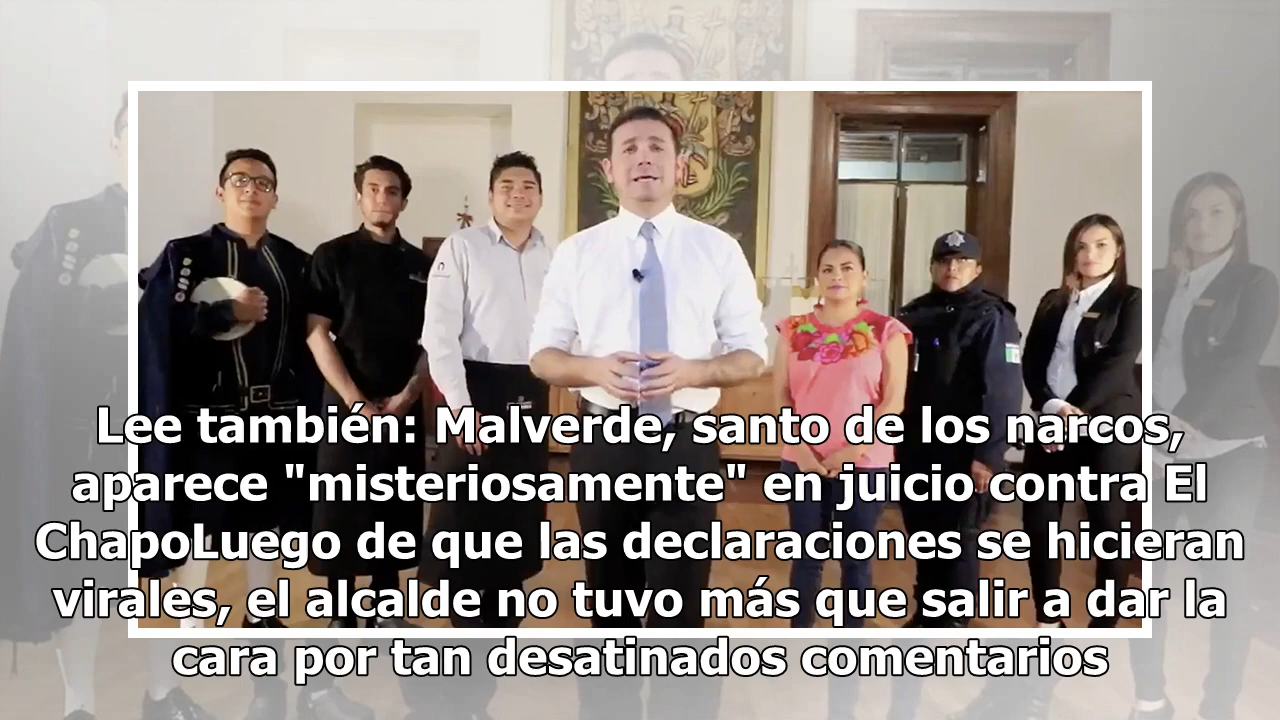 Lee también: Malverde, santo de los narcos,
aparece "misteriosamente" en juicio contra El
ChapoLuego de que las declaraciones se hicieran
virales, el alcalde no tuvo más que salir a dar la
cara por tan desatinados comentarios